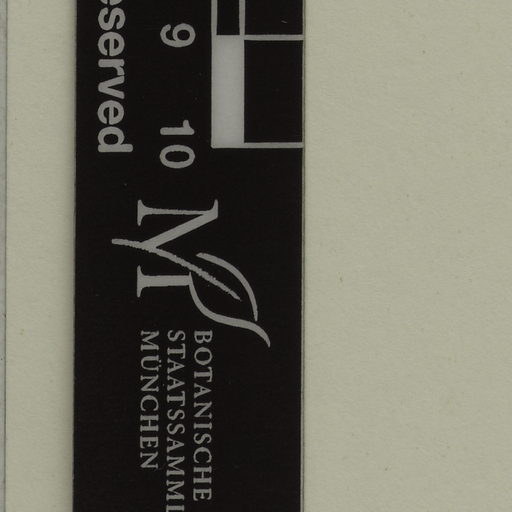 eserved
9 10
M
BOTANISCHE
STAATSSAMML
MÜNCHEN